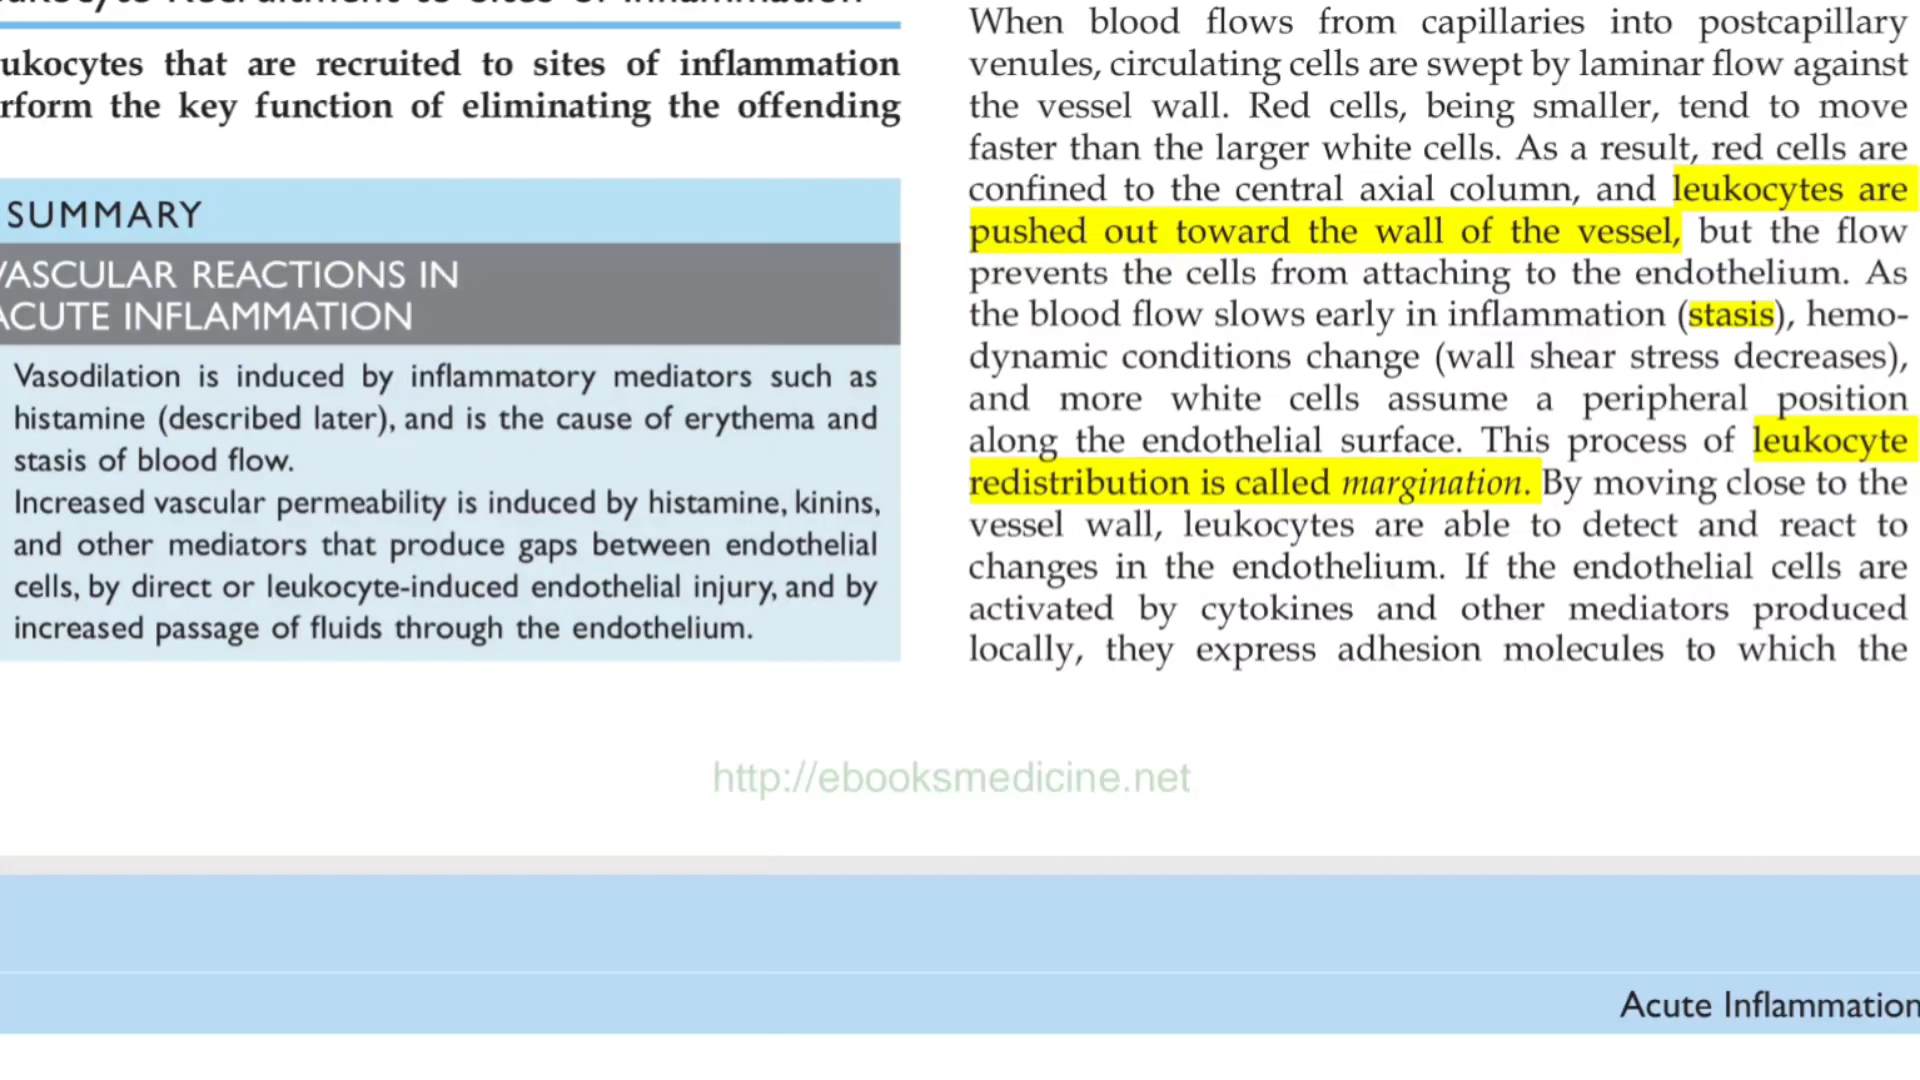 Leukocyte Recruitment to Sites of Inflammation
ukocytes that are recruited to sites of inflammation
rform the key function of eliminating the offending
SUMMARY
VASCULAR REACTIONS IN
ACUTE INFLAMMATION
Vasodilation is induced by inflammatory mediators such as
histamine (described later), and is the cause of erythema and
stasis of blood flow.
Increased vascular permeability is induced by histamine, kinins,
and other mediators that produce gaps between endothelial
cells, by direct or leukocyte-induced endothelial injury, and by
increased passage of fluids through the endothelium.
When blood flows from capillaries into postcapillary
venules, circulating cells are swept by laminar flow against
the vessel wall. Red cells, being smaller, tend to move
faster than the larger white cells. As a result, red cells are
confined to the central axial column, and leukocytes are
pushed out toward the wall of the vessel, but the flow
prevents the cells from attaching to the endothelium. As
the blood flow slows early in inflammation (stasis), hemo-
dynamic conditions change (wall shear stress decreases),
and more white cells assume a peripheral position
along the endothelial surface. This process of leukocyte
redistribution is called margination. By moving close to the
vessel wall, leukocytes are able to detect and react to
changes in the endothelium. If the endothelial cells are
activated by cytokines and other mediators produced
locally, they express adhesion molecules to which the
http://ebooksmedicine.net
Acute Inflammation